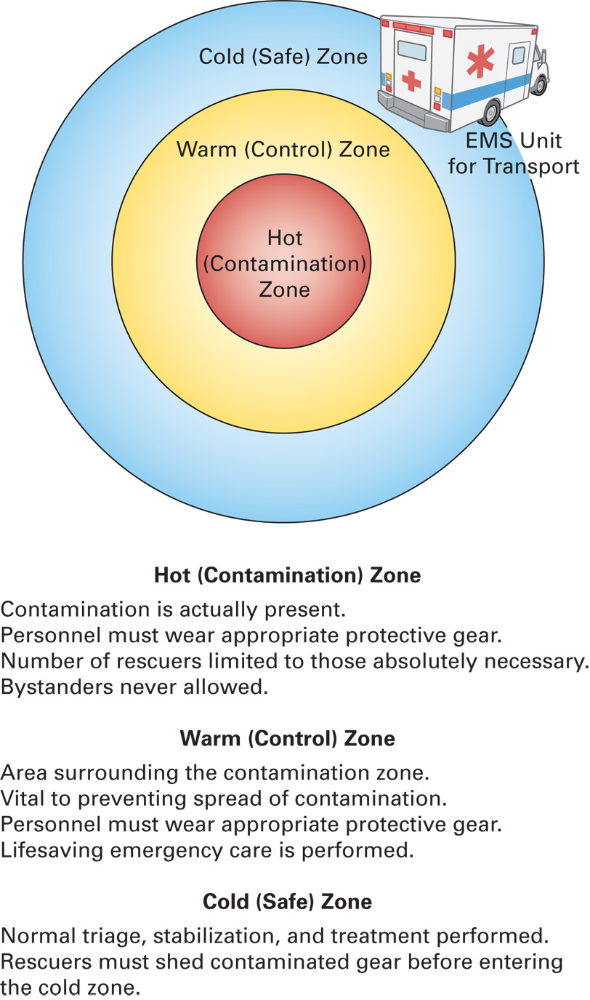 Cold (Safe) Zone
EMS Unit
for Transport
Warm (Control) Zone
Hot
(Contamination)
Zone
Hot (Contamination) Zone
Contamination is actually present.
Personnel must wear appropriate protective gear.
Number of rescuers limited to those absolutely necessary.
Bystanders never allowed.
Warm (Control) Zone
Area surrounding the contamination zone.
Vital to preventing spread of contamination.
Personnel must wear appropriate protective gear.
Lifesaving emergency care is performed.
Cold (Safe) Zone
Normal triage, stabilization, and treatment performed.
Rescuers must shed contaminated gear before entering
the cold zone.